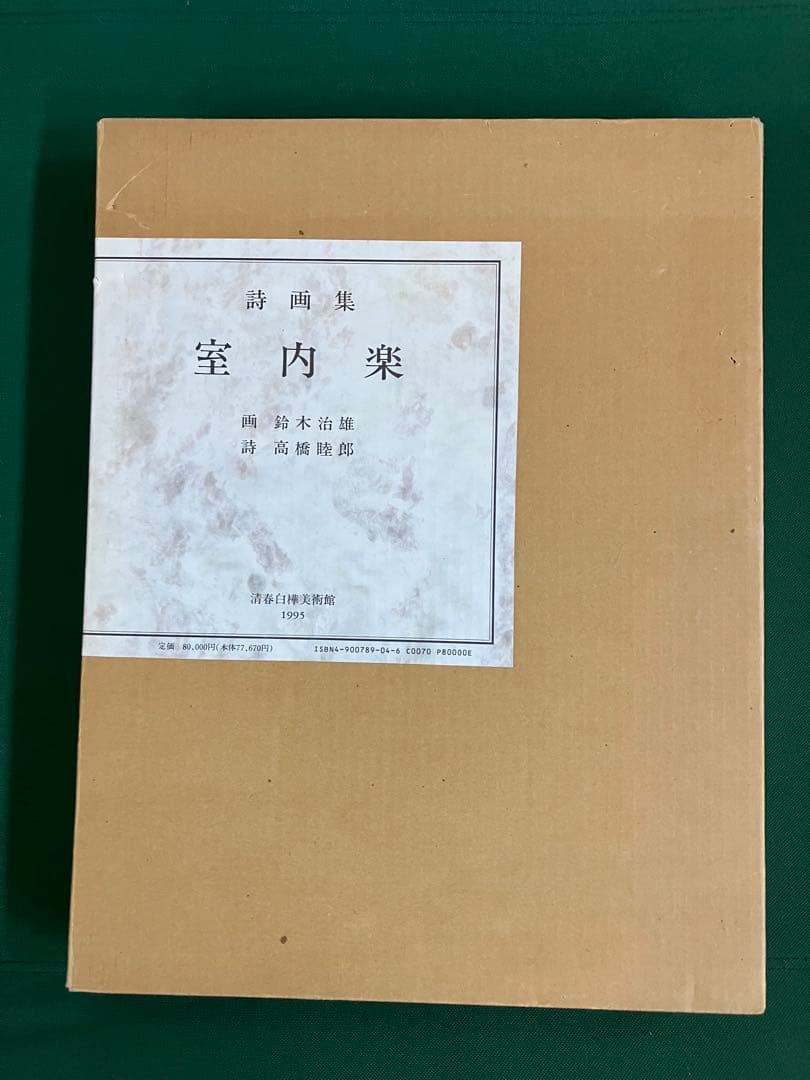 詩画集
室内楽
画 鈴木治雄
詩 高橋睦郎
清春白樺美術館
1995
定価 80,000円(本体77,670円) ISBN4-900789-04-6 C0070 P80000E